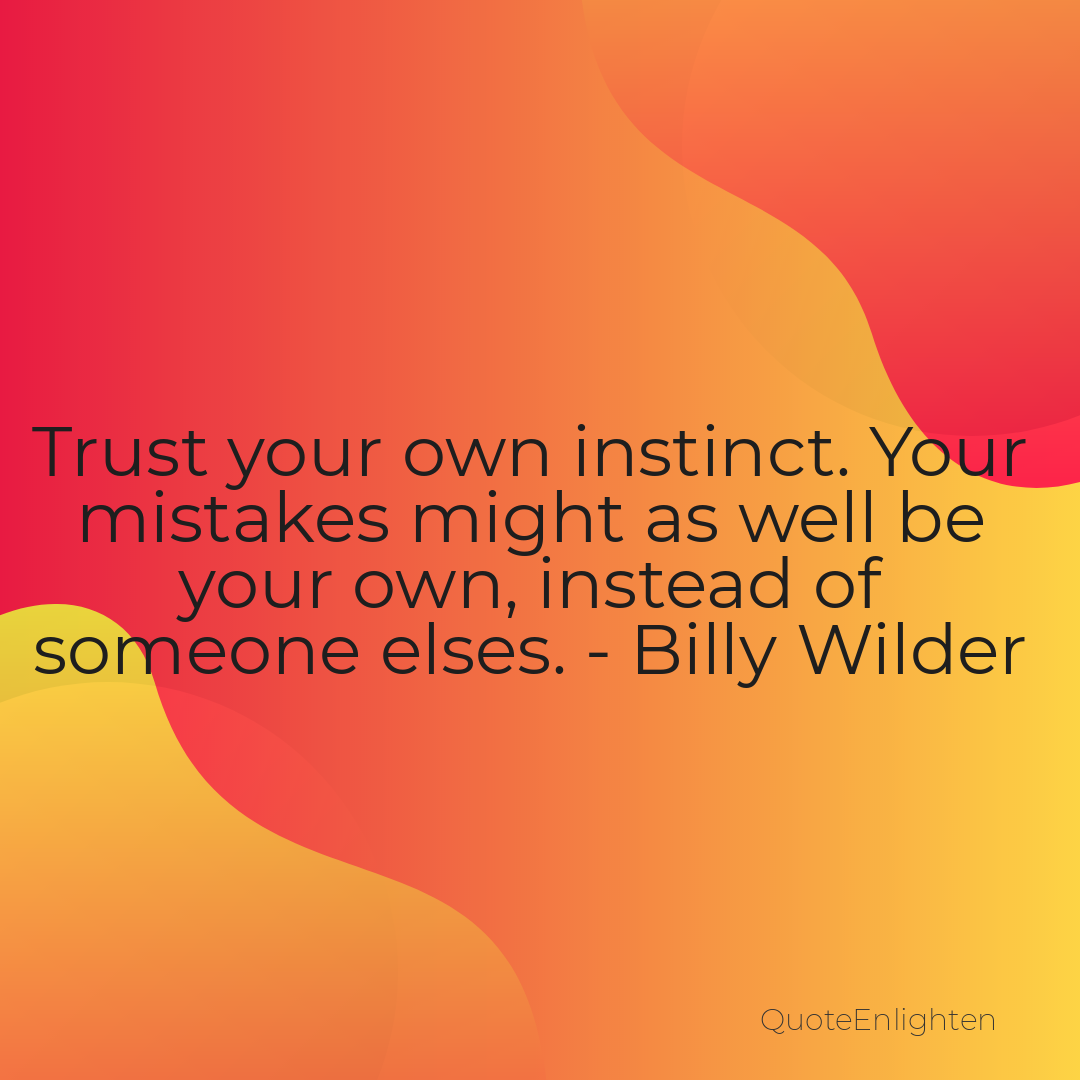 Trust your own instinct. Your
mistakes might as well be
your own, instead of
someone elses. - Billy Wilder
QuoteEnlighten